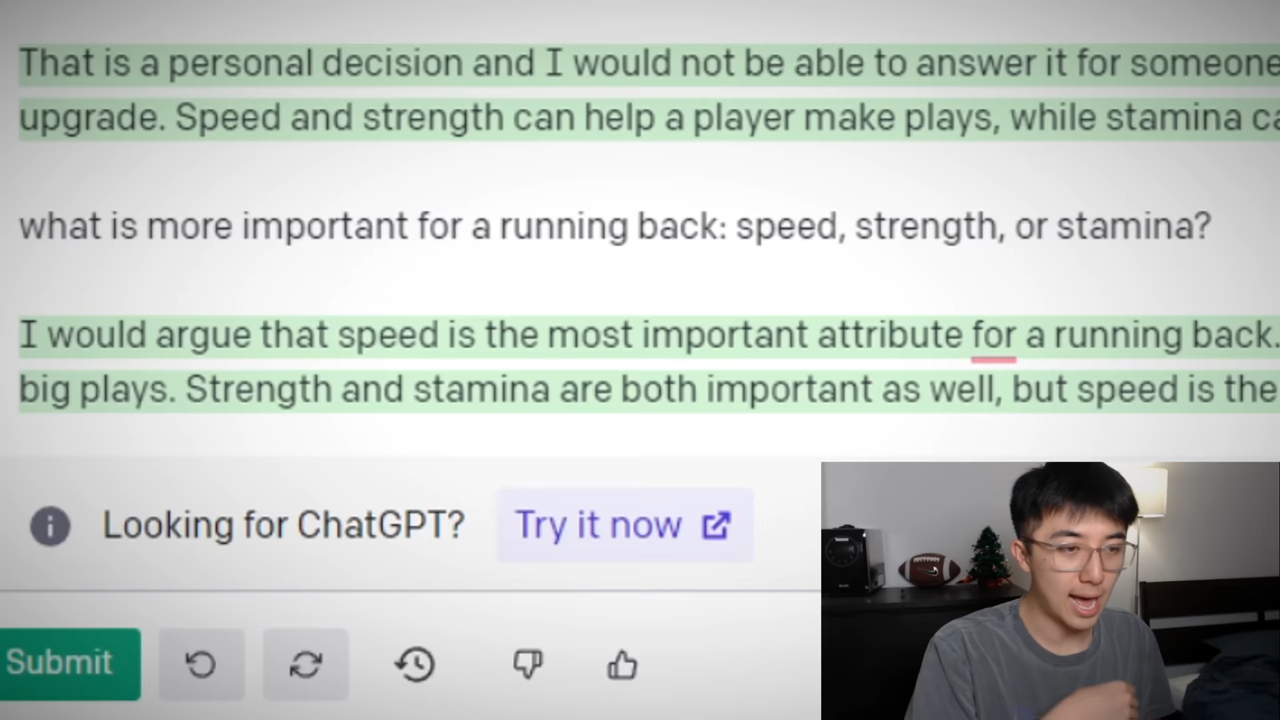 That is a personal decision and I would not be able to answer it for someone
upgrade. Speed and strength can help a player make plays, while stamina ca
what is more important for a running back: speed, strength, or stamina?
I would argue that speed is the most important attribute for a running back.
big plays. Strength and stamina are both important as well, but speed is the
Looking for ChatGPT? Try it now
Submit